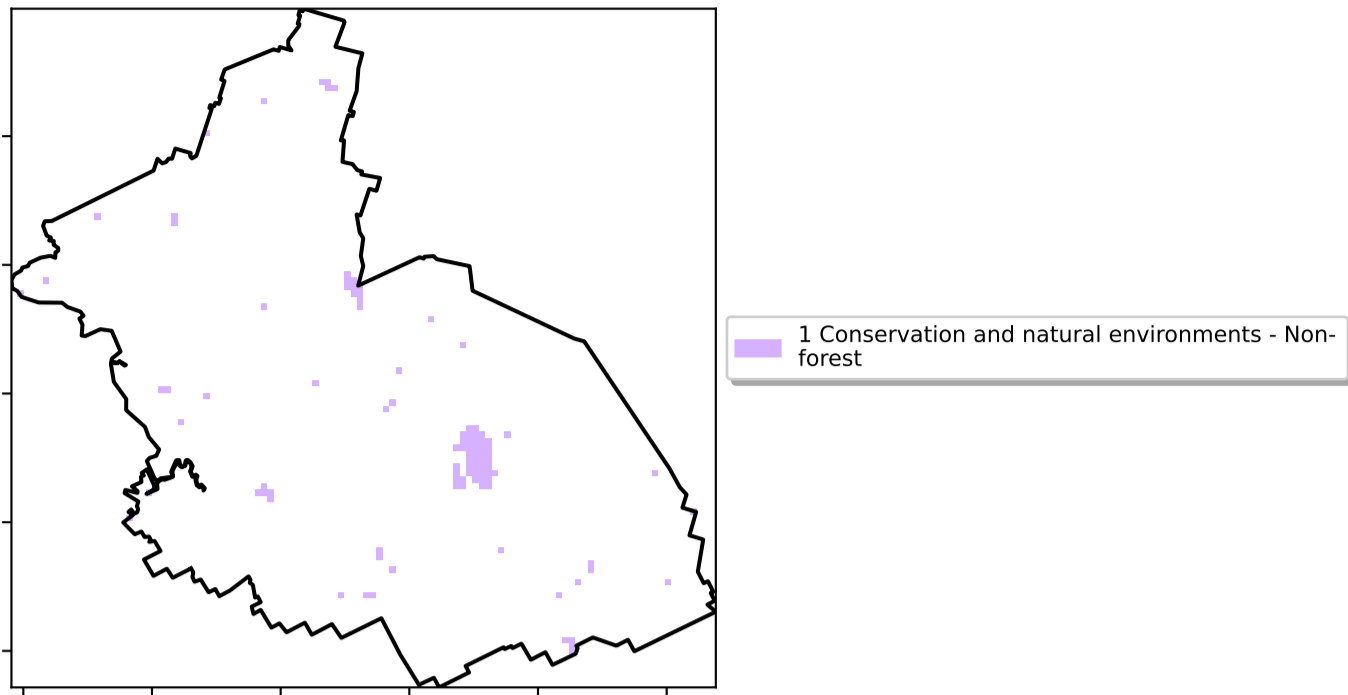 1 Conservation and natural environments - Non-
forest